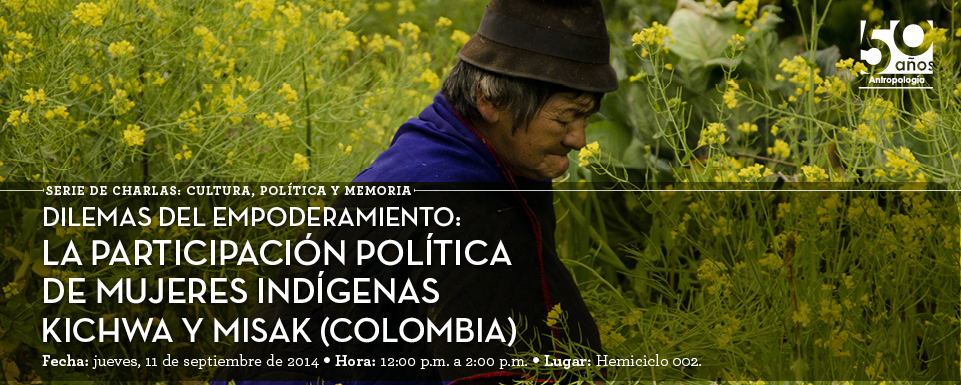 50
años
Antropología
SERIE DE CHARLAS: CULTURA, POLÍTICA Y MEMORIA
DILEMAS DEL EMPODERAMIENTO:
LA PARTICIPACIÓN POLÍTICA
DE MUJERES INDÍGENAS
KICHWA Y MISAK (COLOMBIA)
Fecha: jueves, 11 de septiembre de 2014 • Hora: 12:00 p.m. a 2:00 p.m. • Lugar: Hemiciclo 002.